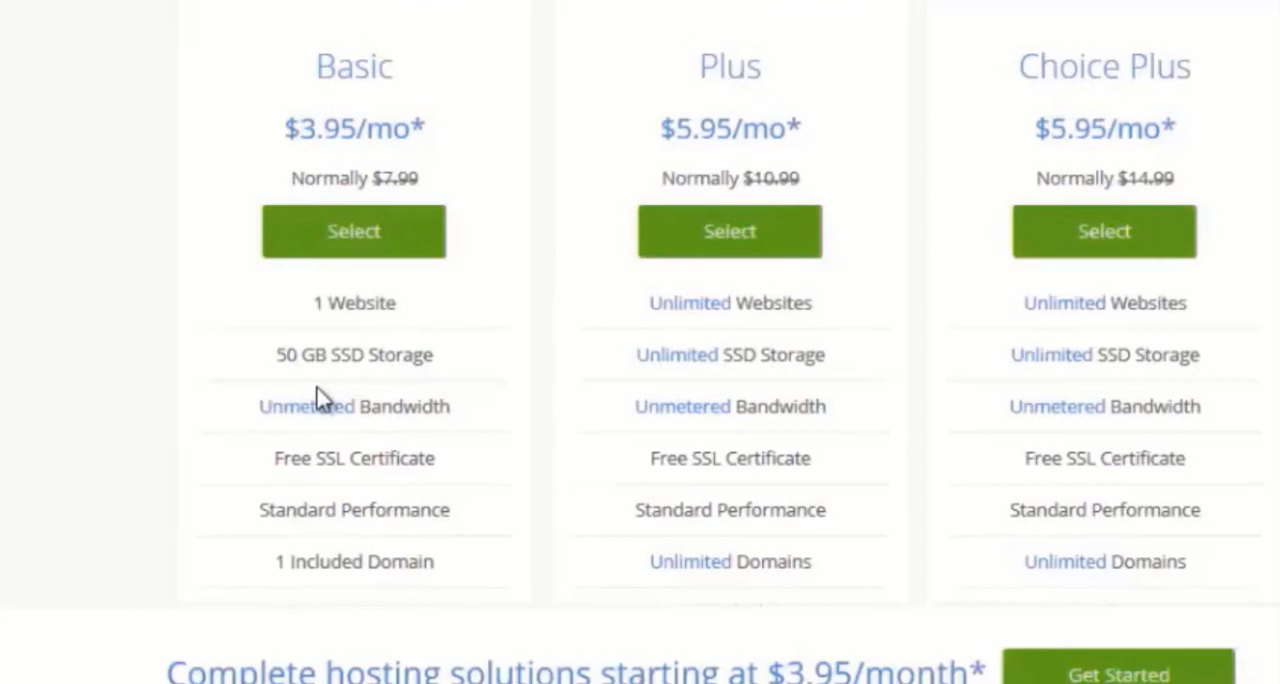 Basic
$3.95/mo*
Normally $7.99
Select
1 Website
50 GB SSD Storage
Unmetered Bandwidth
Free SSL Certificate
Standard Performance
1 Included Domain
Plus
$5.95/mo*
Normally $10.99
Select
Unlimited Websites
Unlimited SSD Storage
Unmetered Bandwidth
Free SSL Certificate
Standard Performance
Unlimited Domains
Choice Plus
$5.95/mo*
Normally $14.99
Select
Unlimited Websites
Unlimited SSD Storage
Unmetered Bandwidth
Free SSL Certificate
Standard Performance
Unlimited Domains
Complete hosting solutions starting at $3.95/month*
Get Started